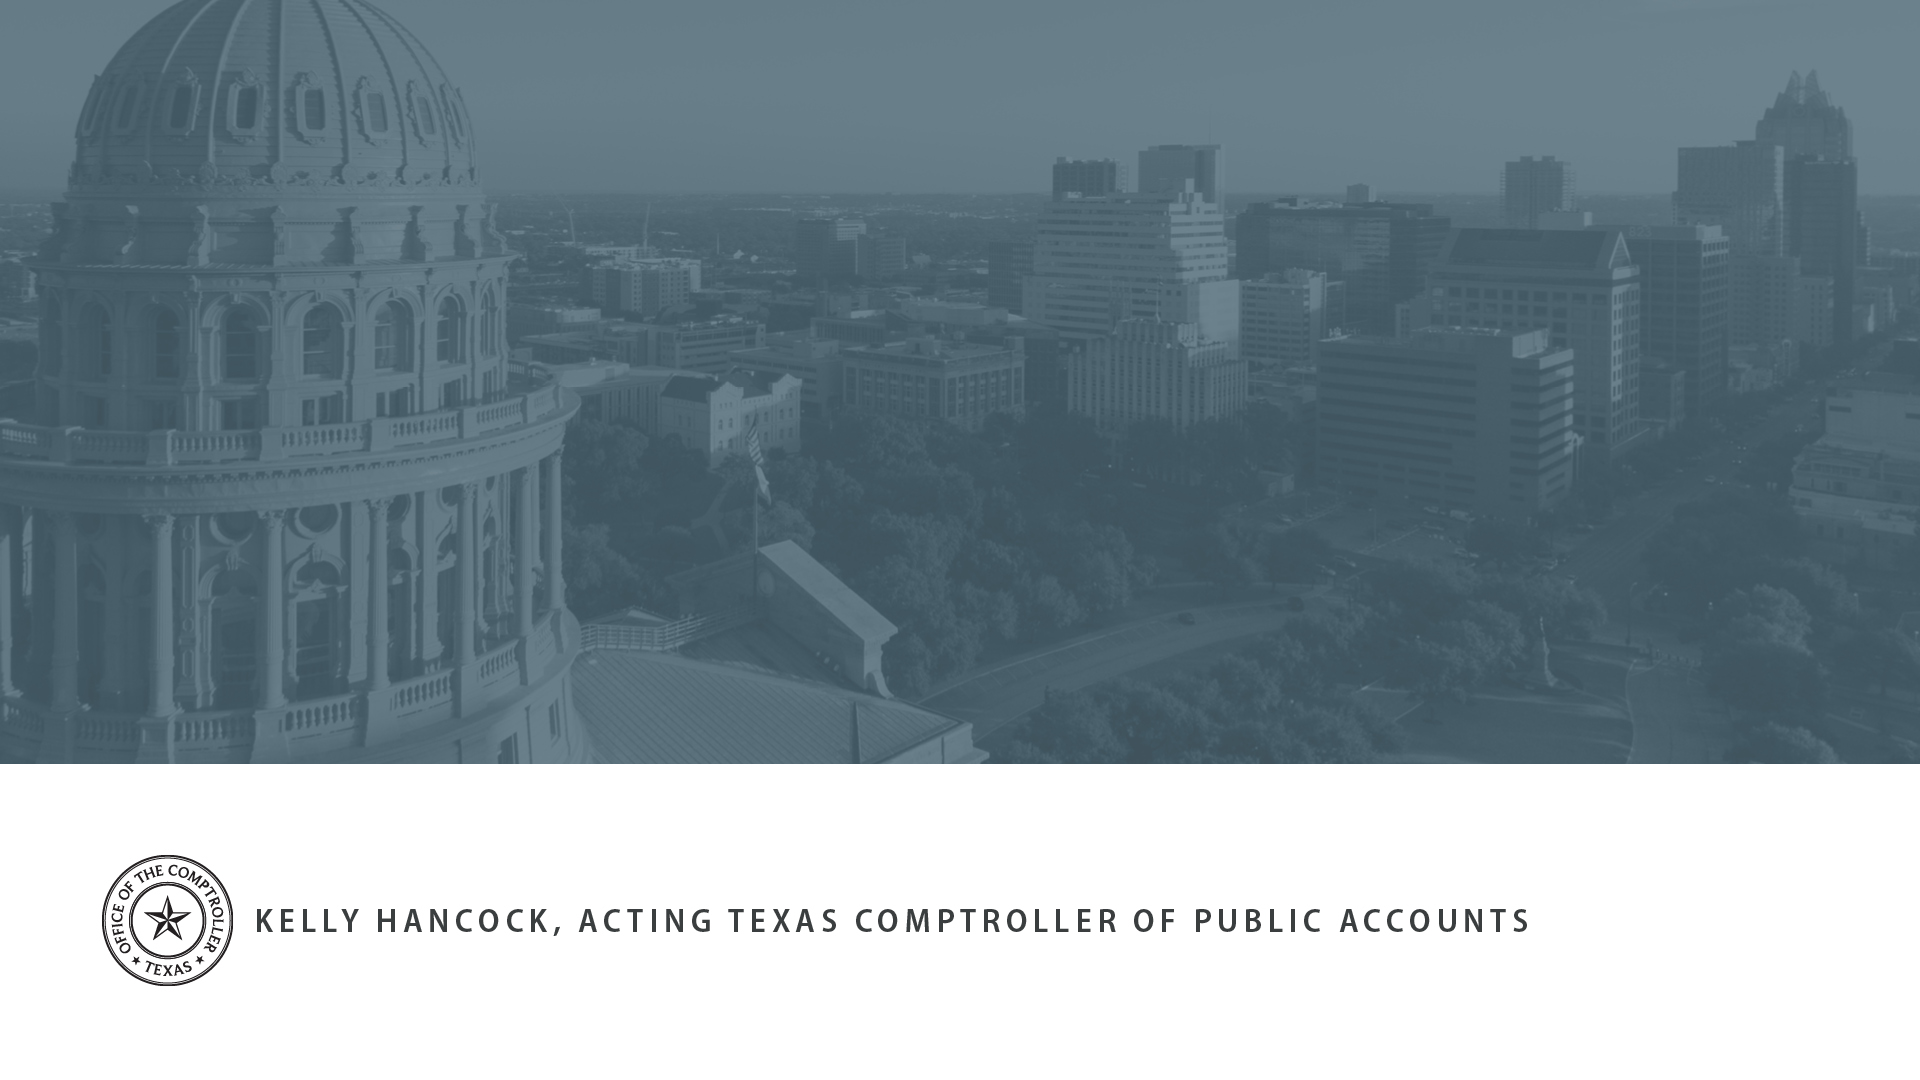 OFFICE OF THE COMPTROLLER
★ TEXAS ★
KELLY HANCOCK, ACTING TEXAS COMPTROLLER OF PUBLIC ACCOUNTS